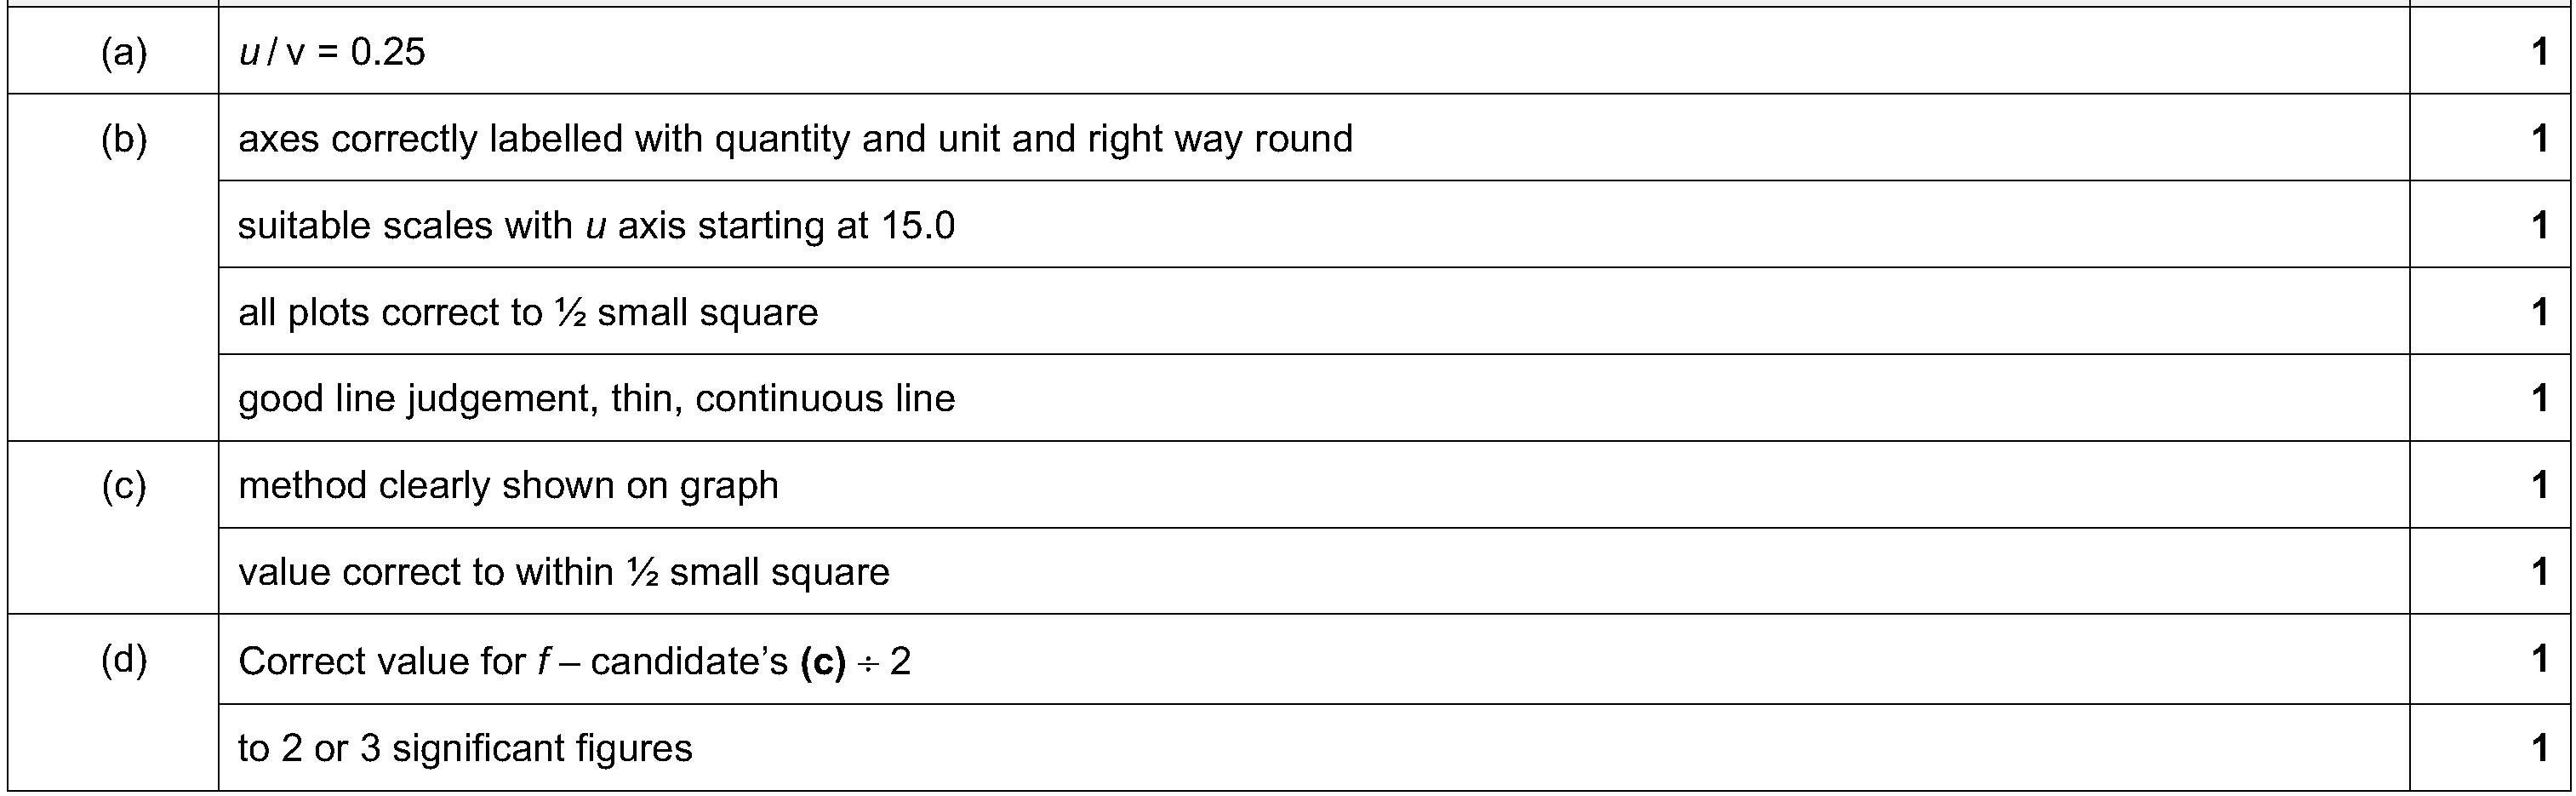 (a) u / v = 0.25 1
(b) axes correctly labelled with quantity and unit and right way round 1
suitable scales with u axis starting at 15.0 1
all plots correct to ½ small square 1
good line judgement, thin, continuous line 1
(c) method clearly shown on graph 1
value correct to within ½ small square 1
(d) Correct value for f – candidate’s (c) ÷ 2 1
to 2 or 3 significant figures 1